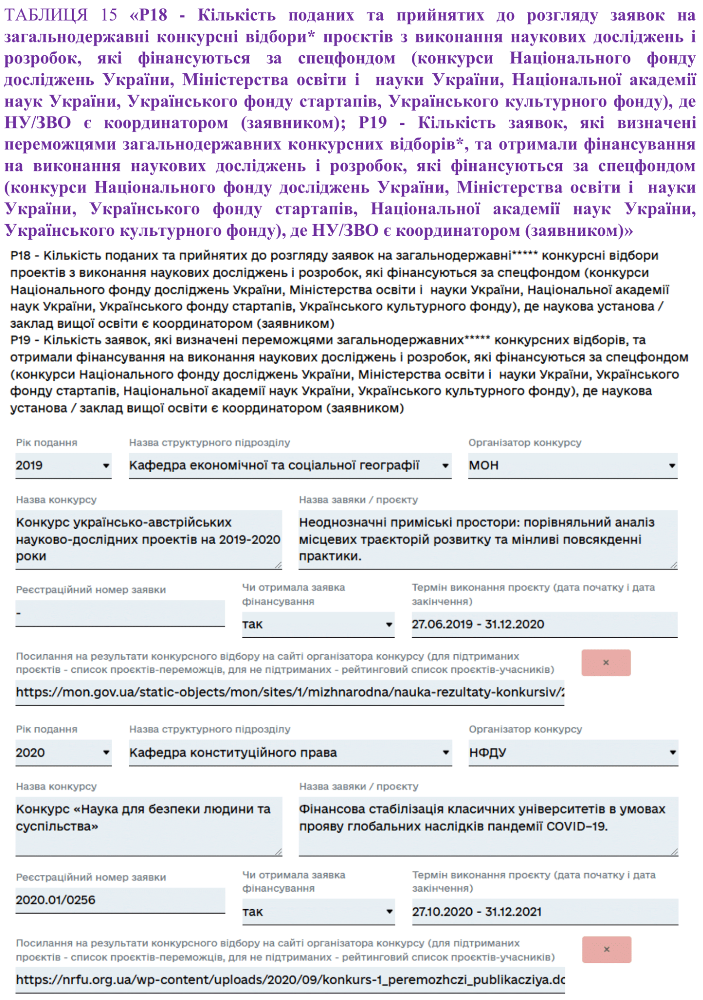 ТАБЛИЦЯ 15 «Р18 - Кількість поданих та прийнятих до розгляду заявок на
загальнодержавні конкурсні відбори* проєктів з виконання наукових досліджень і
розробок, які фінансуються за спецфондом (конкурси Національного фонду
досліджень України, Міністерства освіти і науки України, Національної академії
наук України, Українського фонду стартапів, Українського культурного фонду), де
НУ/ЗВО є координатором (заявником); Р19 - Кількість заявок, які визначені
переможцями загальнодержавних конкурсних відборів*, та отримали фінансування
на виконання наукових досліджень і розробок, які фінансуються за спецфондом
(конкурси Національного фонду досліджень України, Міністерства освіти і науки
України, Українського фонду стартапів, Національної академії наук України,
Українського культурного фонду), де НУ/ЗВО є координатором (заявником)»
Р18 - Кількість поданих та прийнятих до розгляду заявок на загальнодержавні***** конкурсні відбори
проектів з виконання наукових досліджень і розробок, які фінансуються за спецфондом (конкурси
Національного фонду досліджень України, Міністерства освіти і науки України, Національної академії
наук України, Українського фонду стартапів, Українського культурного фонду), де наукова установа /
заклад вищої освіти є координатором (заявником)
Р19 - Кількість заявок, які визначені переможцями загальнодержавних***** конкурсних відборів, та
отримали фінансування на виконання наукових досліджень і розробок, які фінансуються за спецфондом
(конкурси Національного фонду досліджень України, Міністерства освіти і науки України, Українського
фонду стартапів, Національної академії наук України, Українського культурного фонду), де наукова
установа / заклад вищої освіти є координатором (заявником)
Рік подання Назва структурного підрозділу Організатор конкурсу
2019 Кафедра економічної та соціальної географії МОН
Назва конкурсу Назва завяки / проєкту
Конкурс українсько-австрійських Неоднозначні приміські простори: порівняльний аналіз
науково-дослідних проектів на 2019-2020 місцевих траєкторій розвитку та мінливі повсякденні
роки практики.
Реєстраційний номер заявки Чи отримала заявка Термін виконання проєкту (дата початку і дата
фінансування закінчення)
- так 27.06.2019 - 31.12.2020
Посилання на результати конкурсного відбору на сайті організатора конкурсу (для підтриманих
проєктів - список проєктів-переможців, для не підтриманих - рейтинговий список проєктів-учасників) ×
https://mon.gov.ua/static-objects/mon/sites/1/mizhnarodna/nauka-rezultaty-konkursiv/2
Рік подання Назва структурного підрозділу Організатор конкурсу
2020 Кафедра конституційного права НФДУ
Назва конкурсу Назва завяки / проєкту
Конкурс «Наука для безпеки людини та Фінансова стабілізація класичних університетів в умовах
суспільства» прояву глобальних наслідків пандемії COVID–19.
Реєстраційний номер заявки Чи отримала заявка Термін виконання проєкту (дата початку і дата
фінансування закінчення)
2020.01/0256 так 27.10.2020 - 31.12.2021
Посилання на результати конкурсного відбору на сайті організатора конкурсу (для підтриманих
проєктів - список проєктів-переможців, для не підтриманих - рейтинговий список проєктів-учасників) ×
https://nrfu.org.ua/wp-content/uploads/2020/09/konkurs-1_peremozhczi_publikacziya.dc